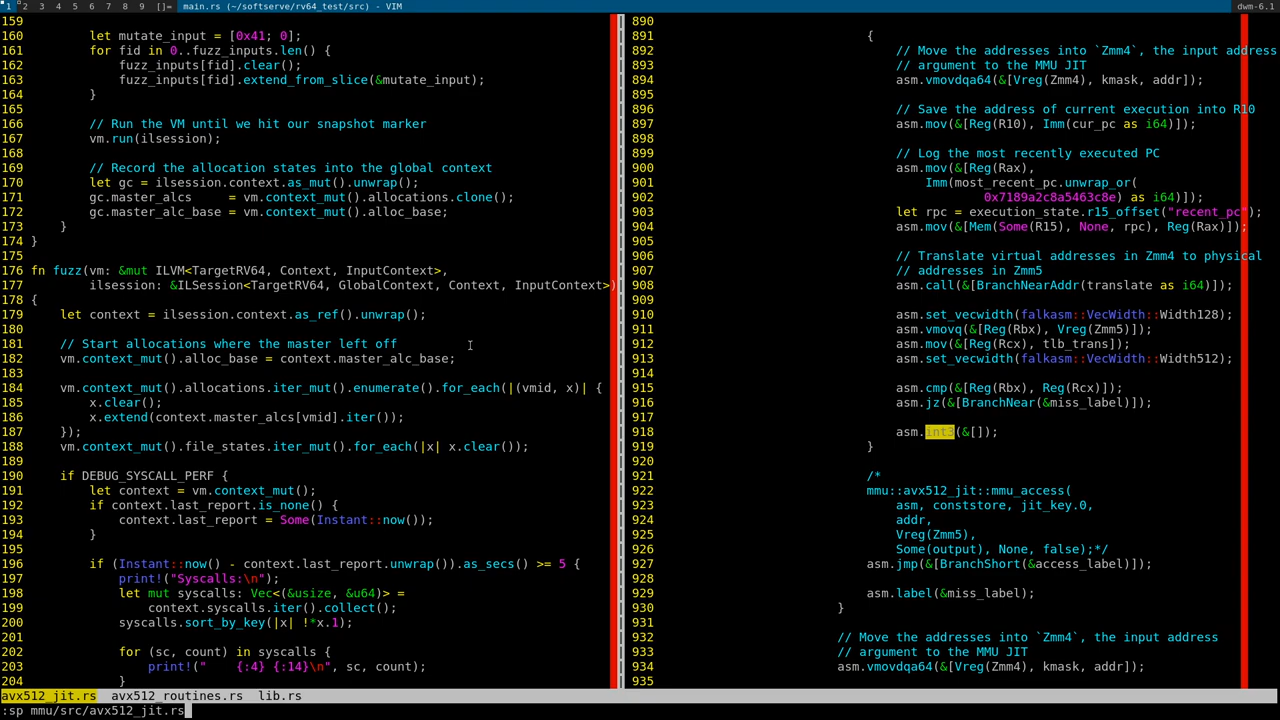 1 2 3 4 5 6 7 8 9 []= main.rs (~/softserve/rv64_test/src) - VIM dwm-6.1
159
160         let mutate_input = [0x41; 0];
161         for fid in 0..fuzz_inputs.len() {
162             fuzz_inputs[fid].clear();
163             fuzz_inputs[fid].extend_from_slice(&mutate_input);
164         }
165
166         // Run the VM until we hit our snapshot marker
167         vm.run(ilsession);
168
169         // Record the allocation states into the global context
170         let gc = ilsession.context.as_mut().unwrap();
171         gc.master_alcs     = vm.context_mut().allocations.clone();
172         gc.master_alc_base = vm.context_mut().alloc_base;
173     }
174 }
175
176 fn fuzz(vm: &mut ILVM<TargetRV64, Context, InputContext>,
177         ilsession: &ILSession<TargetRV64, GlobalContext, Context, InputContext>)
178 {
179     let context = ilsession.context.as_ref().unwrap();
180
181     // Start allocations where the master left off
182     vm.context_mut().alloc_base = context.master_alc_base;
183
184     vm.context_mut().allocations.iter_mut().enumerate().for_each(|(vmid, x)| {
185         x.clear();
186         x.extend(context.master_alcs[vmid].iter());
187     });
188     vm.context_mut().file_states.iter_mut().for_each(|x| x.clear());
189
190     if DEBUG_SYSCALL_PERF {
191         let context = vm.context_mut();
192         if context.last_report.is_none() {
193             context.last_report = Some(Instant::now());
194         }
195
196         if (Instant::now() - context.last_report.unwrap()).as_secs() >= 5 {
197             print!("Syscalls:\n");
198             let mut syscalls: Vec<(&usize, &u64)> =
199                 context.syscalls.iter().collect();
200             syscalls.sort_by_key(|x| !*x.1);
201
202             for (sc, count) in syscalls {
203                 print!("    {:4} {:14}\n", sc, count);
204             }
890
891                             {
892                                 // Move the addresses into `Zmm4`, the input address
893                                 // argument to the MMU JIT
894                                 asm.vmovdqa64(&[Vreg(Zmm4), kmask, addr]);
895
896                                 // Save the address of current execution into R10
897                                 asm.mov(&[Reg(R10), Imm(cur_pc as i64)]);
898
899                                 // Log the most recently executed PC
900                                 asm.mov(&[Reg(Rax),
901                                     Imm(most_recent_pc.unwrap_or(
902                                             0x7189a2c8a5463c8e) as i64)]);
903                                 let rpc = execution_state.r15_offset("recent_pc");
904                                 asm.mov(&[Mem(Some(R15), None, rpc), Reg(Rax)]);
905
906                                 // Translate virtual addresses in Zmm4 to physical
907                                 // addresses in Zmm5
908                                 asm.call(&[BranchNearAddr(translate as i64)]);
909
910                                 asm.set_vecwidth(falkasm::VecWidth::Width128);
911                                 asm.vmovq(&[Reg(Rbx), Vreg(Zmm5)]);
912                                 asm.mov(&[Reg(Rcx), tlb_trans]);
913                                 asm.set_vecwidth(falkasm::VecWidth::Width512);
914
915                                 asm.cmp(&[Reg(Rbx), Reg(Rcx)]);
916                                 asm.jz(&[BranchNear(&miss_label)]);
917
918                                 asm.int3(&[]);
919                             }
920
921                             /*
922                             mmu::avx512_jit::mmu_access(
923                                 asm, conststore, jit_key.0,
924                                 addr,
925                                 Vreg(Zmm5),
926                                 Some(output), None, false);*/
927                             asm.jmp(&[BranchShort(&access_label)]);
928
929                             asm.label(&miss_label);
930                         }
931
932                         // Move the addresses into `Zmm4`, the input address
933                         // argument to the MMU JIT
934                         asm.vmovdqa64(&[Vreg(Zmm4), kmask, addr]);
935
avx512_jit.rs  avx512_routines.rs  lib.rs
:sp mmu/src/avx512_jit.rs